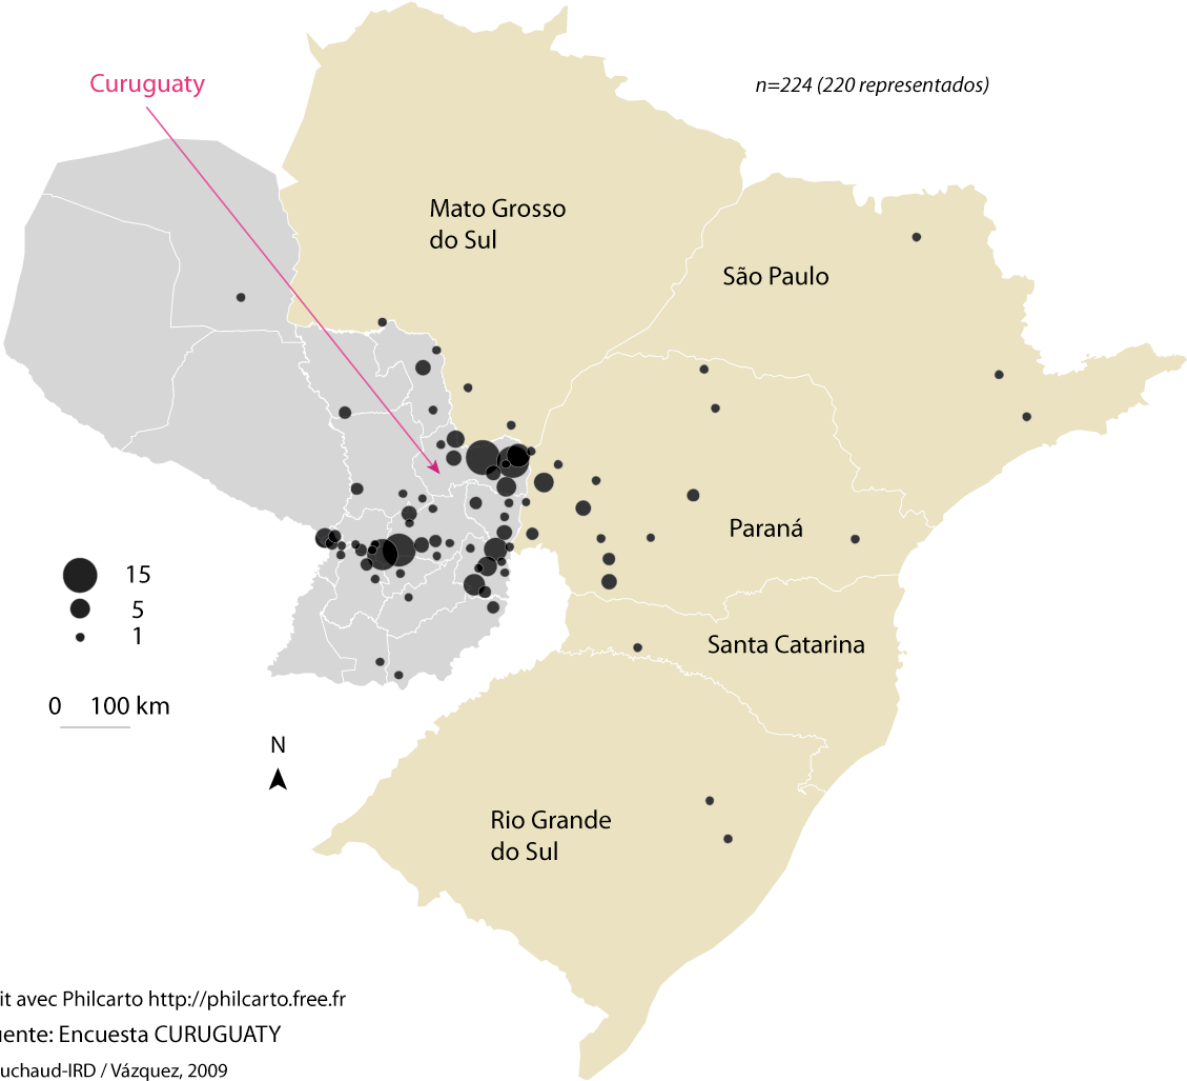 Curuguaty
n=224 (220 representados)
Mato Grosso
do Sul
São Paulo
Paraná
15
5
1
Santa Catarina
0 100 km
N
Rio Grande
do Sul
it avec Philcarto http://philcarto.free.fr
uente: Encuesta CURUGUATY
uchaud-IRD / Vázquez, 2009